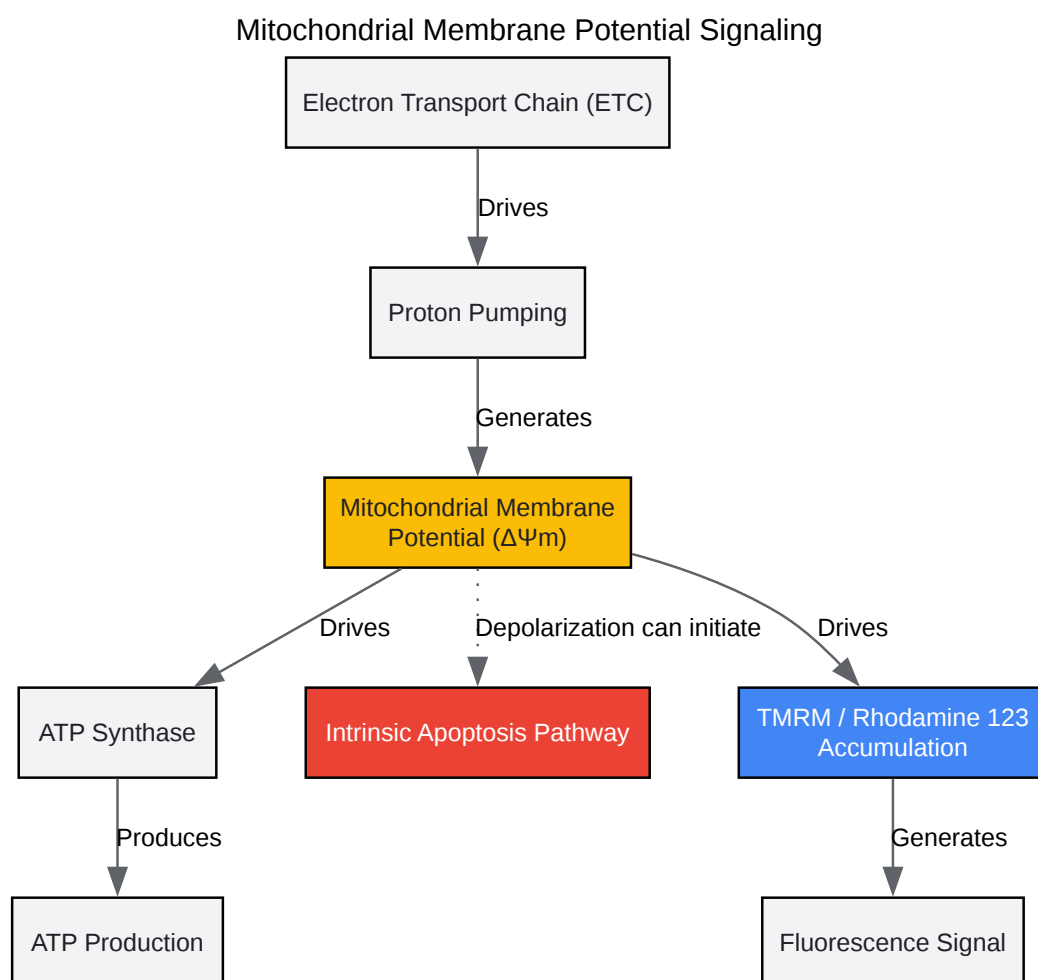 Mitochondrial Membrane Potential Signaling
Electron Transport Chain (ETC)
Drives
Proton Pumping
Generates
Mitochondrial Membrane
Potential (ΔΨm)
Drives
Depolarization can initiate
Drives
ATP Synthase
Intrinsic Apoptosis Pathway
TMRM / Rhodamine 123
Accumulation
Produces
Generates
ATP Production
Fluorescence Signal